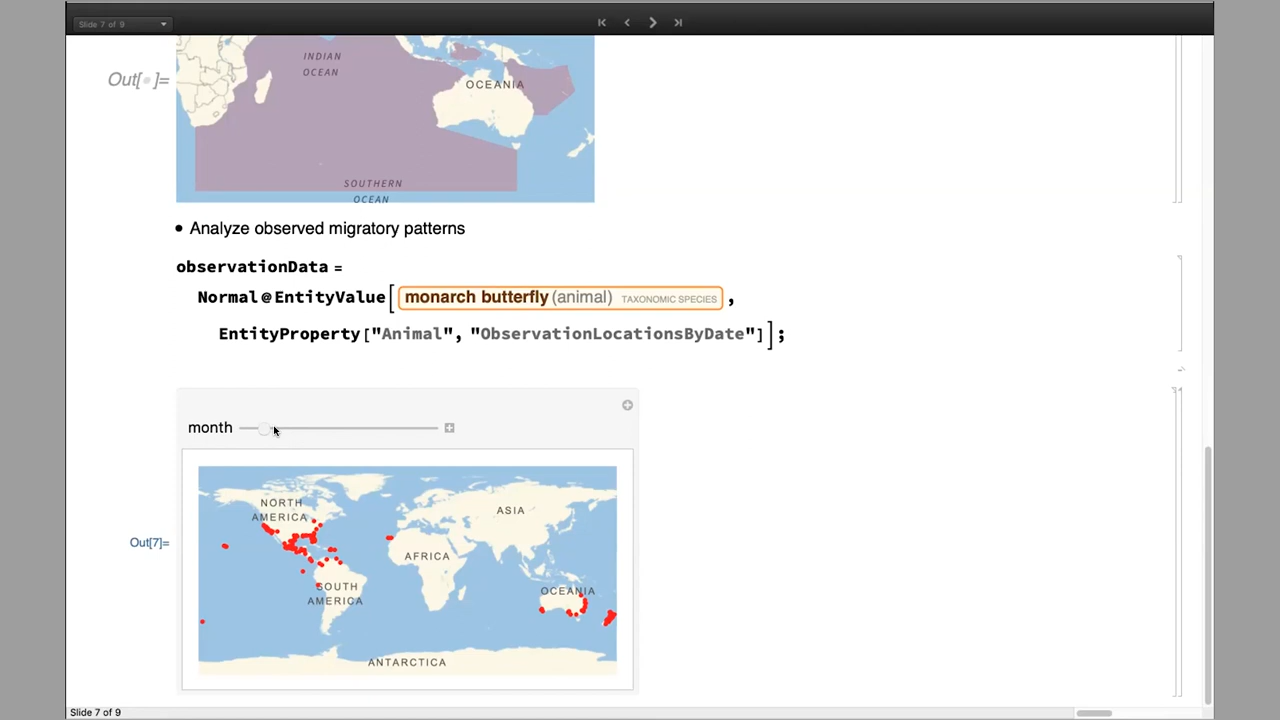 Slide 7 of 9
INDIAN
OCEAN
OCEANIA
SOUTHERN
OCEAN
Out[ ]=
• Analyze observed migratory patterns
observationData =
Normal@EntityValue[ monarch butterfly (animal) TAXONOMIC SPECIES ,
EntityProperty["Animal", "ObservationLocationsByDate"]];
month
NORTH
AMERICA
ASIA
AFRICA
SOUTH
AMERICA
OCEANIA
ANTARCTICA
Out[7]=
Slide 7 of 9